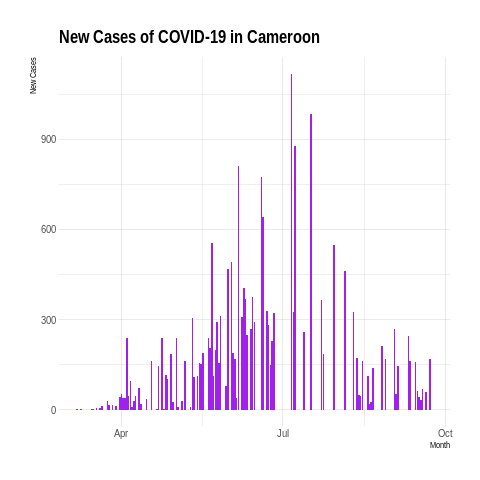 New Cases of COVID-19 in Cameroon
New Cases
900
600
300
0
Apr
Jul
Oct
Month